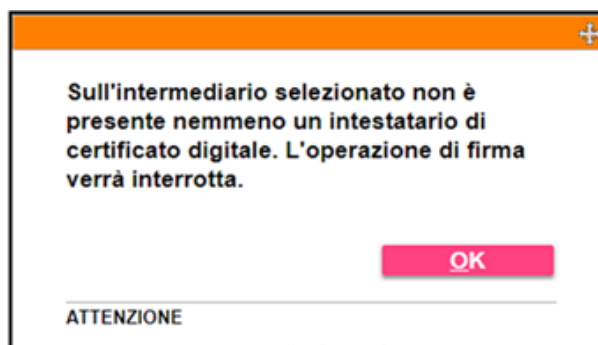 Sull'intermediario selezionato non è
presente nemmeno un intestatario di
certificato digitale. L'operazione di firma
verrà interrotta.
OK
ATTENZIONE